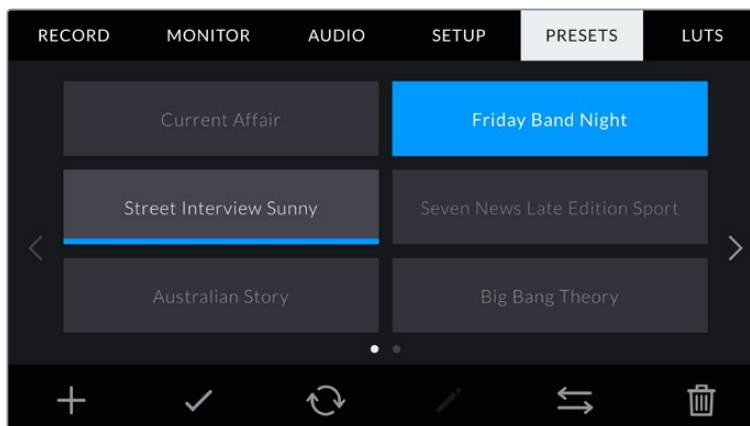 RECORD MONITOR AUDIO SETUP PRESETS LUTS
Current Affair
Friday Band Night
Street Interview Sunny
Seven News Late Edition Sport
Australian Story
Big Bang Theory